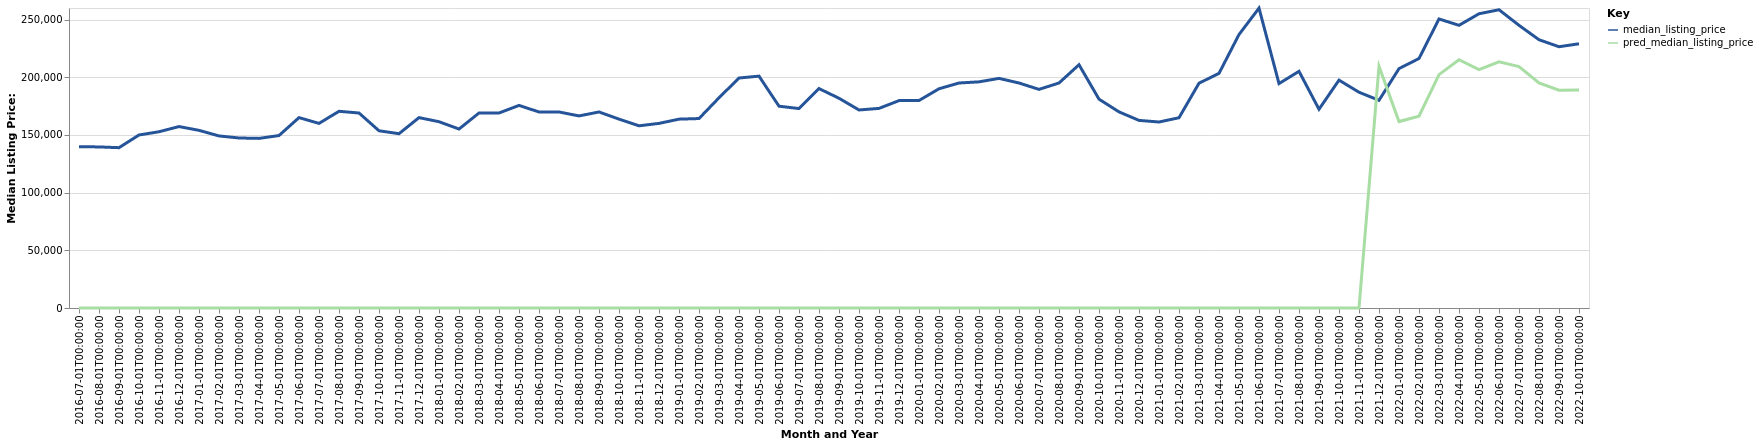 Key
median_listing_price
pred_median_listing_price
Median Listing Price:
250,000
200,000
150,000
100,000
50,000
0
2016-07-01T00:00:00
2016-08-01T00:00:00
2016-09-01T00:00:00
2016-10-01T00:00:00
2016-11-01T00:00:00
2016-12-01T00:00:00
2017-01-01T00:00:00
2017-02-01T00:00:00
2017-03-01T00:00:00
2017-04-01T00:00:00
2017-05-01T00:00:00
2017-06-01T00:00:00
2017-07-01T00:00:00
2017-08-01T00:00:00
2017-09-01T00:00:00
2017-10-01T00:00:00
2017-11-01T00:00:00
2017-12-01T00:00:00
2018-01-01T00:00:00
2018-02-01T00:00:00
2018-03-01T00:00:00
2018-04-01T00:00:00
2018-05-01T00:00:00
2018-06-01T00:00:00
2018-07-01T00:00:00
2018-08-01T00:00:00
2018-09-01T00:00:00
2018-10-01T00:00:00
2018-11-01T00:00:00
2018-12-01T00:00:00
2019-01-01T00:00:00
2019-02-01T00:00:00
2019-03-01T00:00:00
2019-04-01T00:00:00
2019-05-01T00:00:00
2019-06-01T00:00:00
2019-07-01T00:00:00
2019-08-01T00:00:00
2019-09-01T00:00:00
2019-10-01T00:00:00
2019-11-01T00:00:00
2019-12-01T00:00:00
2020-01-01T00:00:00
2020-02-01T00:00:00
2020-03-01T00:00:00
2020-04-01T00:00:00
2020-05-01T00:00:00
2020-06-01T00:00:00
2020-07-01T00:00:00
2020-08-01T00:00:00
2020-09-01T00:00:00
2020-10-01T00:00:00
2020-11-01T00:00:00
2020-12-01T00:00:00
2021-01-01T00:00:00
2021-02-01T00:00:00
2021-03-01T00:00:00
2021-04-01T00:00:00
2021-05-01T00:00:00
2021-06-01T00:00:00
2021-07-01T00:00:00
2021-08-01T00:00:00
2021-09-01T00:00:00
2021-10-01T00:00:00
2021-11-01T00:00:00
2021-12-01T00:00:00
2022-01-01T00:00:00
2022-02-01T00:00:00
2022-03-01T00:00:00
2022-04-01T00:00:00
2022-05-01T00:00:00
2022-06-01T00:00:00
2022-07-01T00:00:00
2022-08-01T00:00:00
2022-09-01T00:00:00
2022-10-01T00:00:00
Month and Year